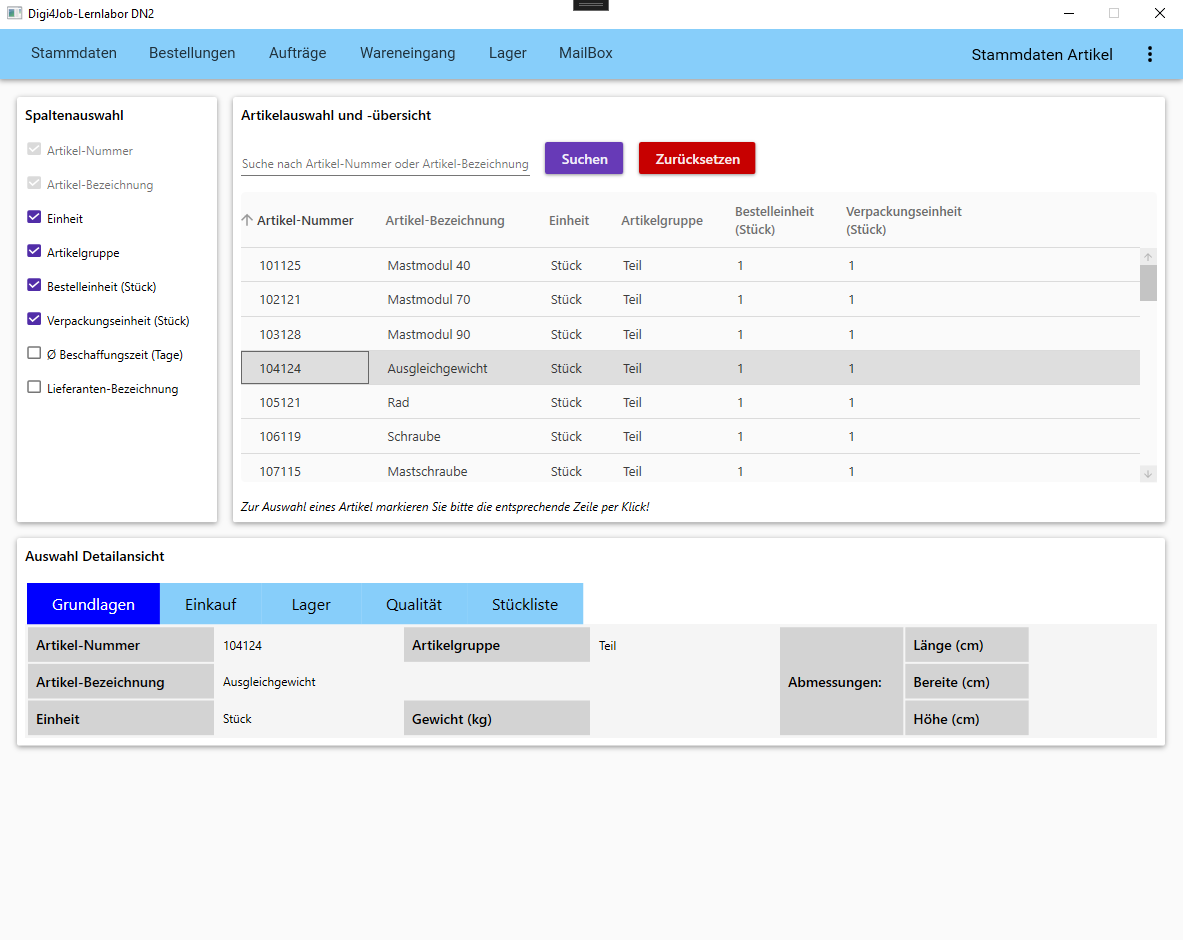 Digi4Job-Lernlabor DN2
Stammdaten Bestellungen Aufträge Wareneingang Lager MailBox Stammdaten Artikel
Spaltenauswahl
Artikel-Nummer
Artikel-Bezeichnung
Einheit
Artikelgruppe
Bestelleinheit (Stück)
Verpackungseinheit (Stück)
Ø Beschaffungszeit (Tage)
Lieferanten-Bezeichnung
Artikelauswahl und -übersicht
Suche nach Artikel-Nummer oder Artikel-Bezeichnung Suchen Zurücksetzen
Artikel-Nummer Artikel-Bezeichnung Einheit Artikelgruppe Bestelleinheit (Stück) Verpackungseinheit (Stück)
101125 Mastmodul 40 Stück Teil 1 1
102121 Mastmodul 70 Stück Teil 1 1
103128 Mastmodul 90 Stück Teil 1 1
104124 Ausgleichgewicht Stück Teil 1 1
105121 Rad Stück Teil 1 1
106119 Schraube Stück Teil 1 1
107115 Mastschraube Stück Teil 1 1
Zur Auswahl eines Artikel markieren Sie bitte die entsprechende Zeile per Klick!
Auswahl Detailansicht
Grundlagen Einkauf Lager Qualität Stückliste
Artikel-Nummer 104124 Artikelgruppe Teil Länge (cm)
Artikel-Bezeichnung Ausgleichgewicht Abmessungen: Bereite (cm)
Einheit Stück Gewicht (kg) Höhe (cm)